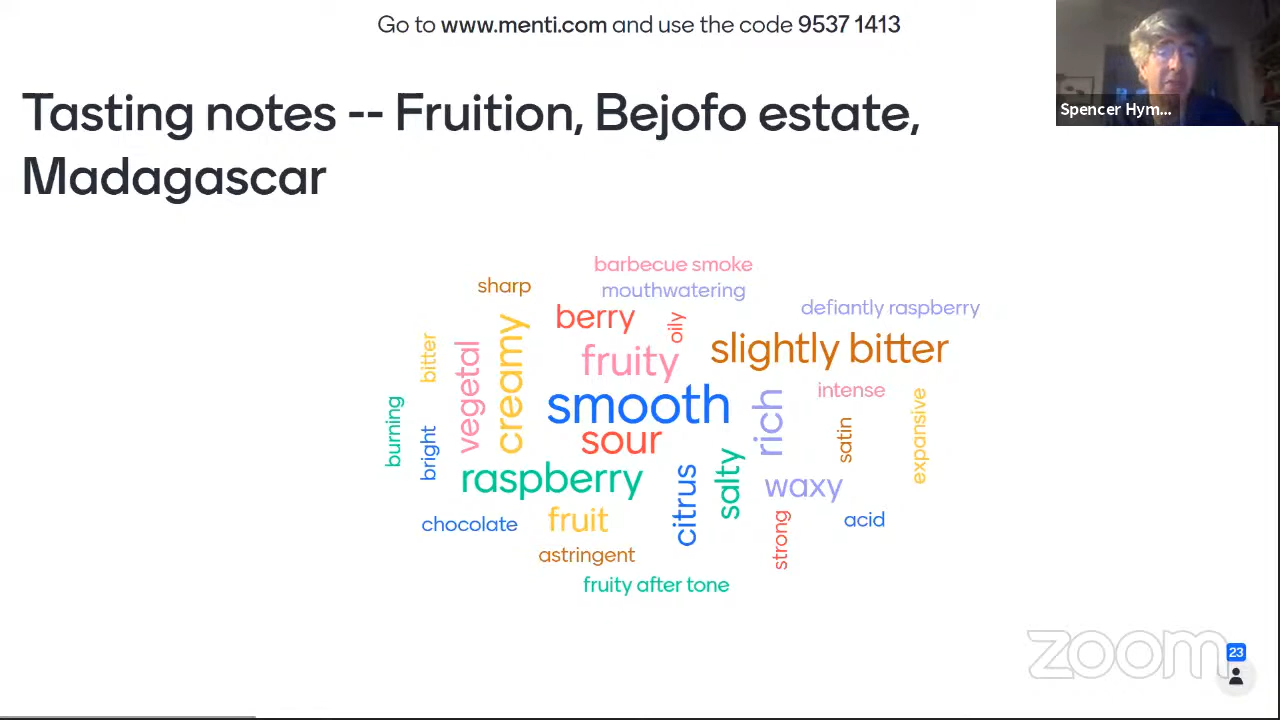 Go to www.menti.com and use the code 9537 1413
Spencer Hym...
Tasting notes -- Fruition, Bejofo estate,
Madagascar
barbecue smoke
sharp
mouthwatering
defiantly raspberry
berry
oily
bitter
vegetal
creamy
fruity
slightly bitter
intense
smooth
rich
burning
bright
satin
expansive
sour
raspberry
citrus
salty
waxy
chocolate
fruit
strong
acid
astringent
fruity after tone
zoom
23